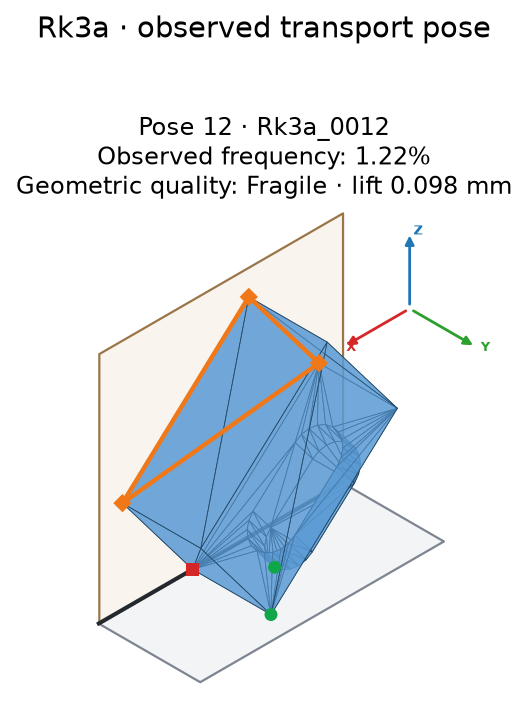 Rk3a · observed transport pose
Pose 12 · Rk3a_0012
Observed frequency: 1.22%
Geometric quality: Fragile · lift 0.098 mm
Z
X
Y